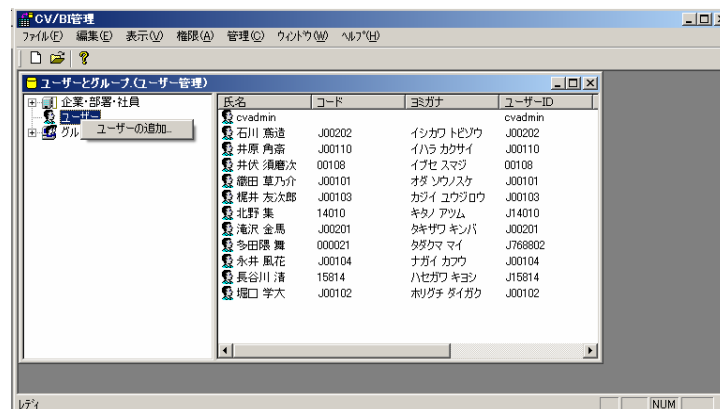 CV/BI管理
ﾌｧｲﾙ(F) 編集(E) 表示(V) 権限(A) 管理(C) ｳｨﾝﾄﾞｳ(W) ﾍﾙﾌﾟ(H)
ユーザーとグループ.(ユーザー管理)
企業・部署・社員
ユーザー
グル
ユーザーの追加...
氏名 コード ヨミガナ ユーザーID
cvadmin cvadmin
石川 蔦造 J00202 イシカワ トビゾウ J00202
井原 角斎 J00110 イハラ カクサイ J00110
井伏 須磨次 00108 イブセ スマジ 00108
織田 草乃介 J00101 オダ ソウノスケ J00101
梶井 友次郎 J00103 カジイ ユウジロウ J00103
北野 集 14010 キタノ アツム J14010
滝沢 金馬 J00201 タキザワ キンバ J00201
多田隈 舞 000021 タダクマ マイ J768802
永井 風花 J00104 ナガイ カフウ J00104
長谷川 清 15814 ハセガワ キヨシ J15814
堀口 学大 J00102 ホリグチ ダイガク J00102
ﾚﾃﾞｨ NUM